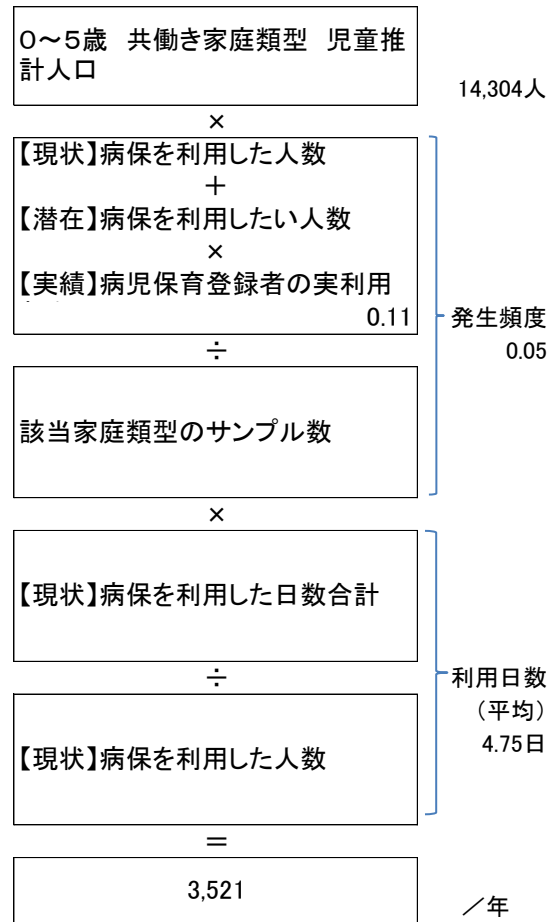 ０～５歳　共働き家庭類型　児童推
計人口
14,304人
×
【現状】病保を利用した人数
＋
【潜在】病保を利用したい人数
×
【実績】病児保育登録者の実利用
0.11
発生頻度
0.05
÷
該当家庭類型のサンプル数
×
【現状】病保を利用した日数合計
÷
利用日数
（平均）
4.75日
【現状】病保を利用した人数
＝
3,521
／年